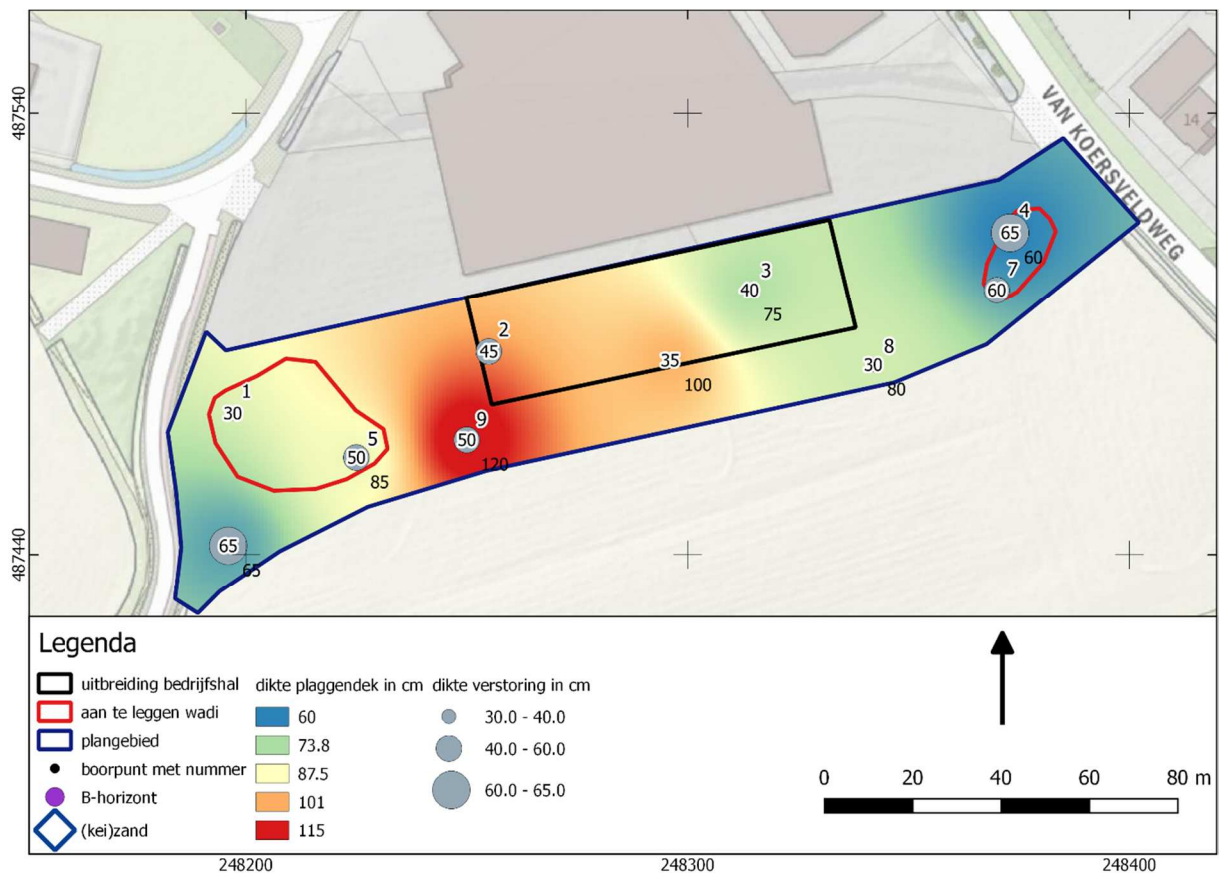 487540
487440
VAN KOERSVELDWEG
14
4
65
60
7
60
3
40
75
2
45
8
35
30
100
80
1
30
9
5
50
50
120
85
65
65
Legenda
uitbreiding bedrijfshal
aan te leggen wadi
plangebied
boorpunt met nummer
B-horizont
(kei)zand
dikte plaggendek in cm
60
73.8
87.5
101
115
dikte verstoring in cm
30.0 - 40.0
40.0 - 60.0
60.0 - 65.0
0 20 40 60 80 m
248200 248300 248400